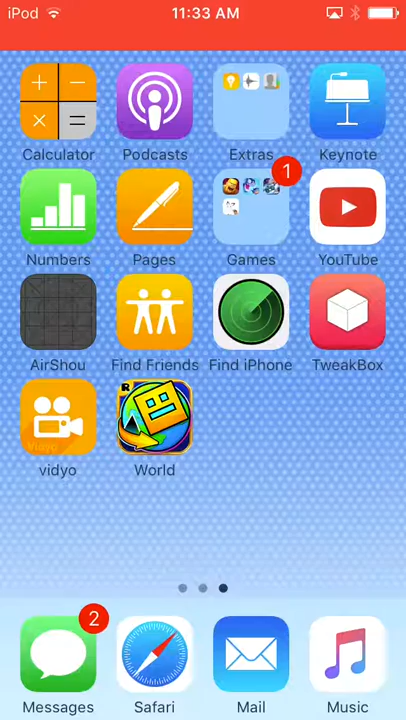 iPod 11:33 AM
Calculator Podcasts Extras Keynote
1
Numbers Pages Games YouTube
AirShou Find Friends Find iPhone TweakBox
vidyo World
2
Messages Safari Mail Music